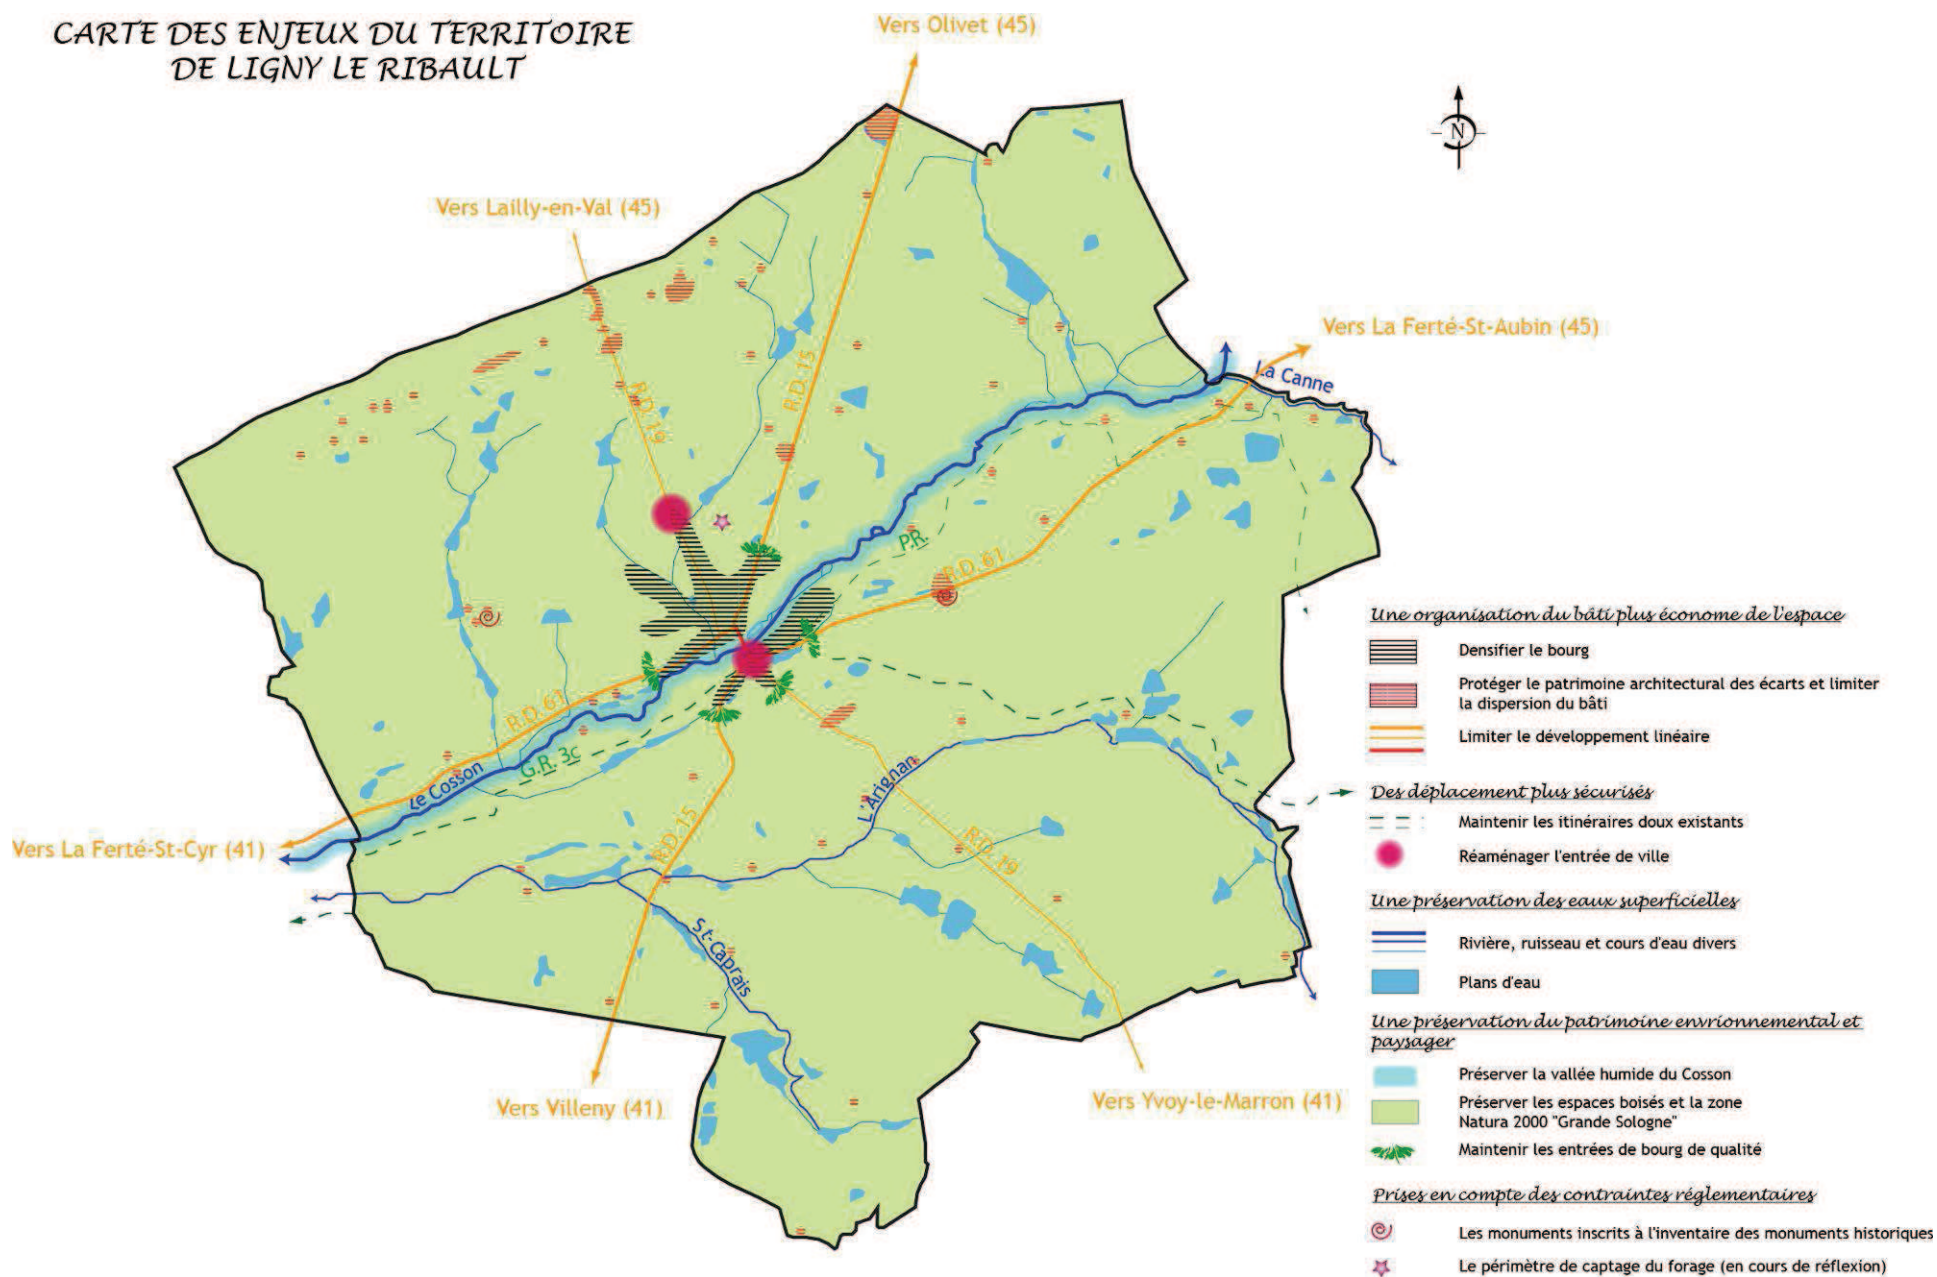 CARTE DES ENJEUX DU TERRITOIRE
DE LIGNY LE RIBAULT
Vers Olivet (45)
N
Vers Lailly-en-Val (45)
Vers La Ferté-St-Aubin (45)
La Canne
R.D. 15
R.D. 19
P.R.
R.D. 61
R.D. 61
G.R. 3c
Le Cosson
L'Arignan
Vers La Ferté-St-Cyr (41)
R.D. 15
R.D. 19
St-Caprais
Vers Villeny (41)
Vers Yvoy-le-Marron (41)
Une organisation du bâti plus économe de l'espace
Densifier le bourg
Protéger le patrimoine architectural des écarts et limiter
la dispersion du bâti
Limiter le développement linéaire
Des déplacement plus sécurisés
Maintenir les itinéraires doux existants
Réaménager l'entrée de ville
Une préservation des eaux superficielles
Rivière, ruisseau et cours d'eau divers
Plans d'eau
Une préservation du patrimoine envrionnemental et
paysager
Préserver la vallée humide du Cosson
Préserver les espaces boisés et la zone
Natura 2000 "Grande Sologne"
Maintenir les entrées de bourg de qualité
Prises en compte des contraintes réglementaires
Les monuments inscrits à l'inventaire des monuments historiques
Le périmètre de captage du forage (en cours de réflexion)